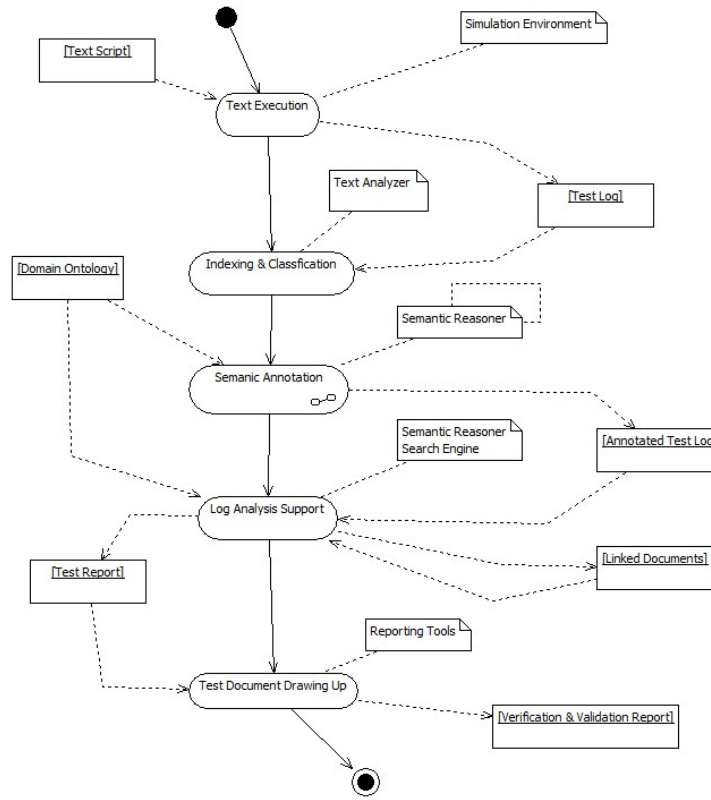 Simulation Environment
[Text Script]
Text Execution
Text Analyzer
[Test Log]
Indexing & Classfication
[Domain Ontology]
Semantic Reasoner
Semanic Annotation
Semantic Reasoner
Search Engine
[Annotated Test Loc
Log Analysis Support
[Linked Documents]
[Test Report]
Reporting Tools
Test Document Drawing Up
[Verification & Validation Report]